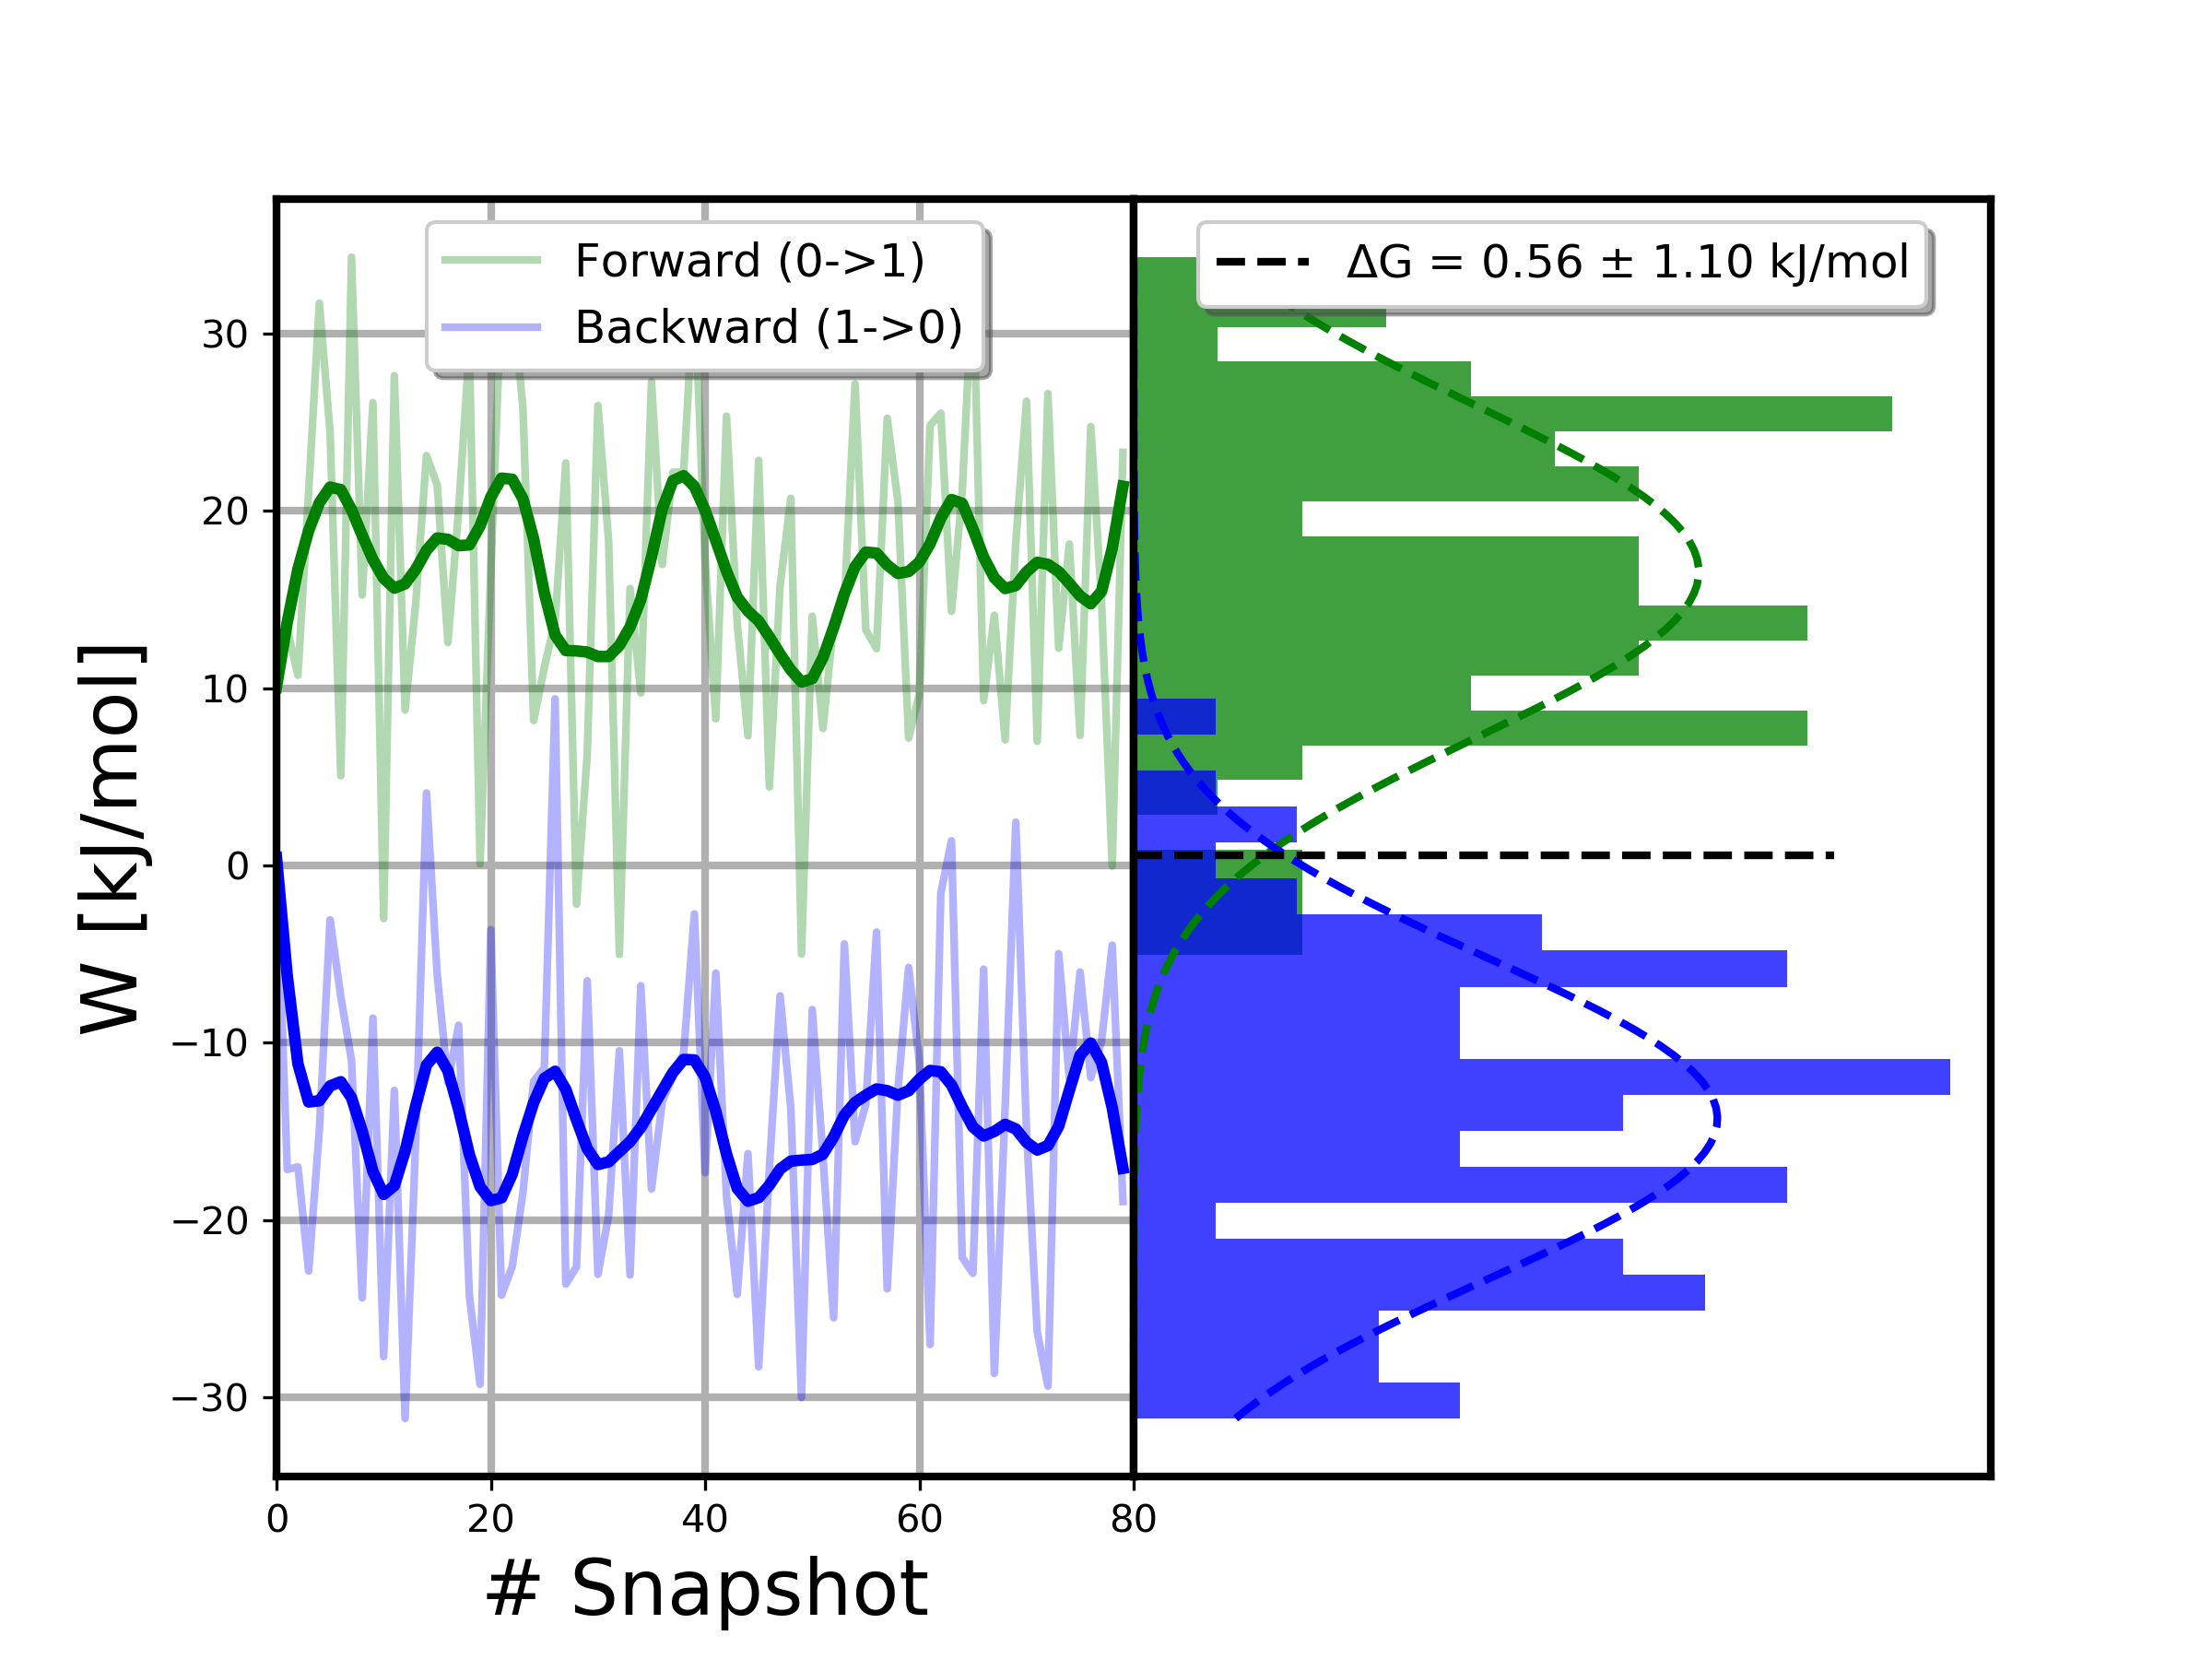 Forward (0->1)
Backward (1->0)
ΔG = 0.56 ± 1.10 kJ/mol
W [kJ/mol]
30
20
10
0
−10
−20
−30
0 20 40 60 80
# Snapshot